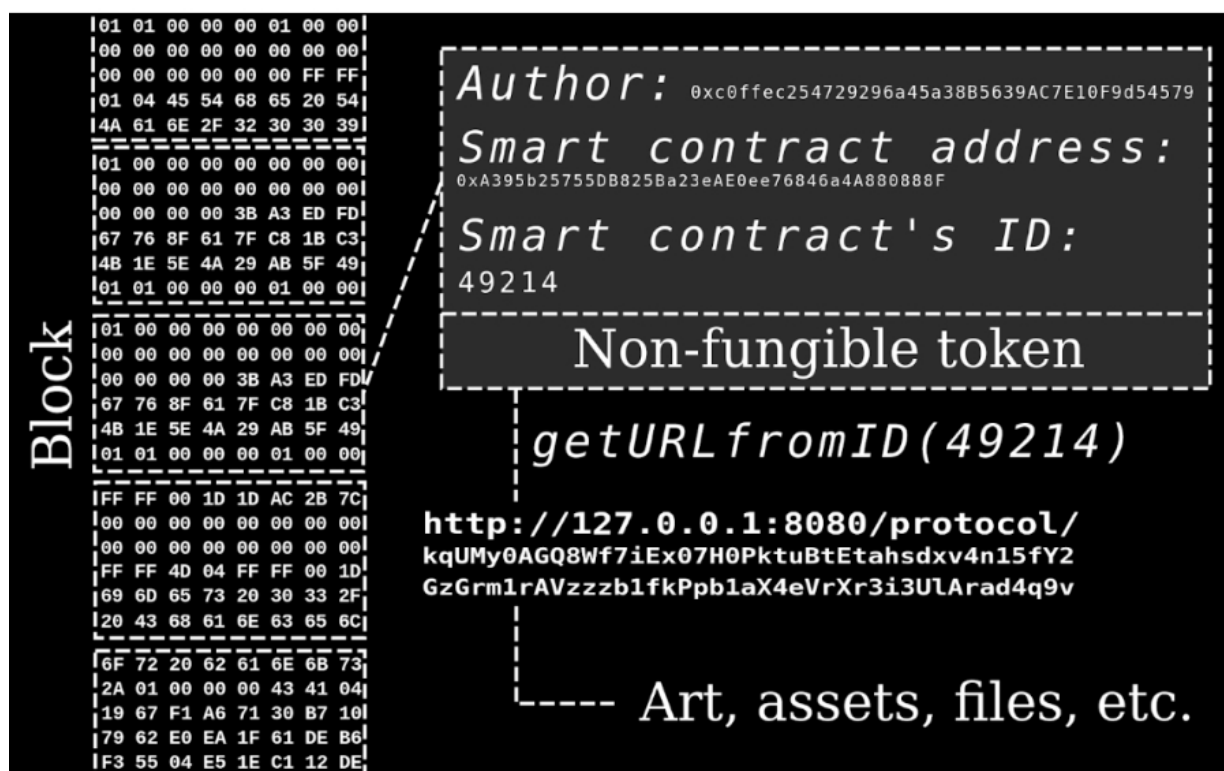 Block
01 01 00 00 00 01 00 00
00 00 00 00 00 00 00 00
00 00 00 00 00 00 FF FF
01 04 45 54 68 65 20 54
4A 61 6E 2F 32 30 30 39
01 00 00 00 00 00 00 00
00 00 00 00 00 00 00 00
00 00 00 00 3B A3 ED FD
67 76 8F 61 7F C8 1B C3
4B 1E 5E 4A 29 AB 5F 49
01 01 00 00 00 01 00 00
01 00 00 00 00 00 00 00
00 00 00 00 00 00 00 00
00 00 00 00 3B A3 ED FD
67 76 8F 61 7F C8 1B C3
4B 1E 5E 4A 29 AB 5F 49
01 01 00 00 00 01 00 00
FF FF 00 1D 1D AC 2B 7C
00 00 00 00 00 00 00 00
00 00 00 00 00 00 00 00
FF FF 4D 04 FF FF 00 1D
69 6D 65 73 20 30 33 2F
20 43 68 61 6E 63 65 6C
6F 72 20 62 61 6E 6B 73
2A 01 00 00 00 43 41 04
19 67 F1 A6 71 30 B7 10
79 62 E0 EA 1F 61 DE B6
F3 55 04 E5 1E C1 12 DE
Author: 0xc0ffec254729296a45a38B5639AC7E10F9d54579
Smart contract address:
0xA395b25755DB825Ba23eAE0ee76846a4A880888F
Smart contract's ID:
49214
Non-fungible token
getURLfromID(49214)
http://127.0.0.1:8080/protocol/
kqUMy0AGQ8Wf7iEx07H0PktuBtEtahsdxv4n15fY2
GzGrm1rAVzzzb1fkPpb1aX4eVrXr3i3UlArad4q9v
Art, assets, files, etc.